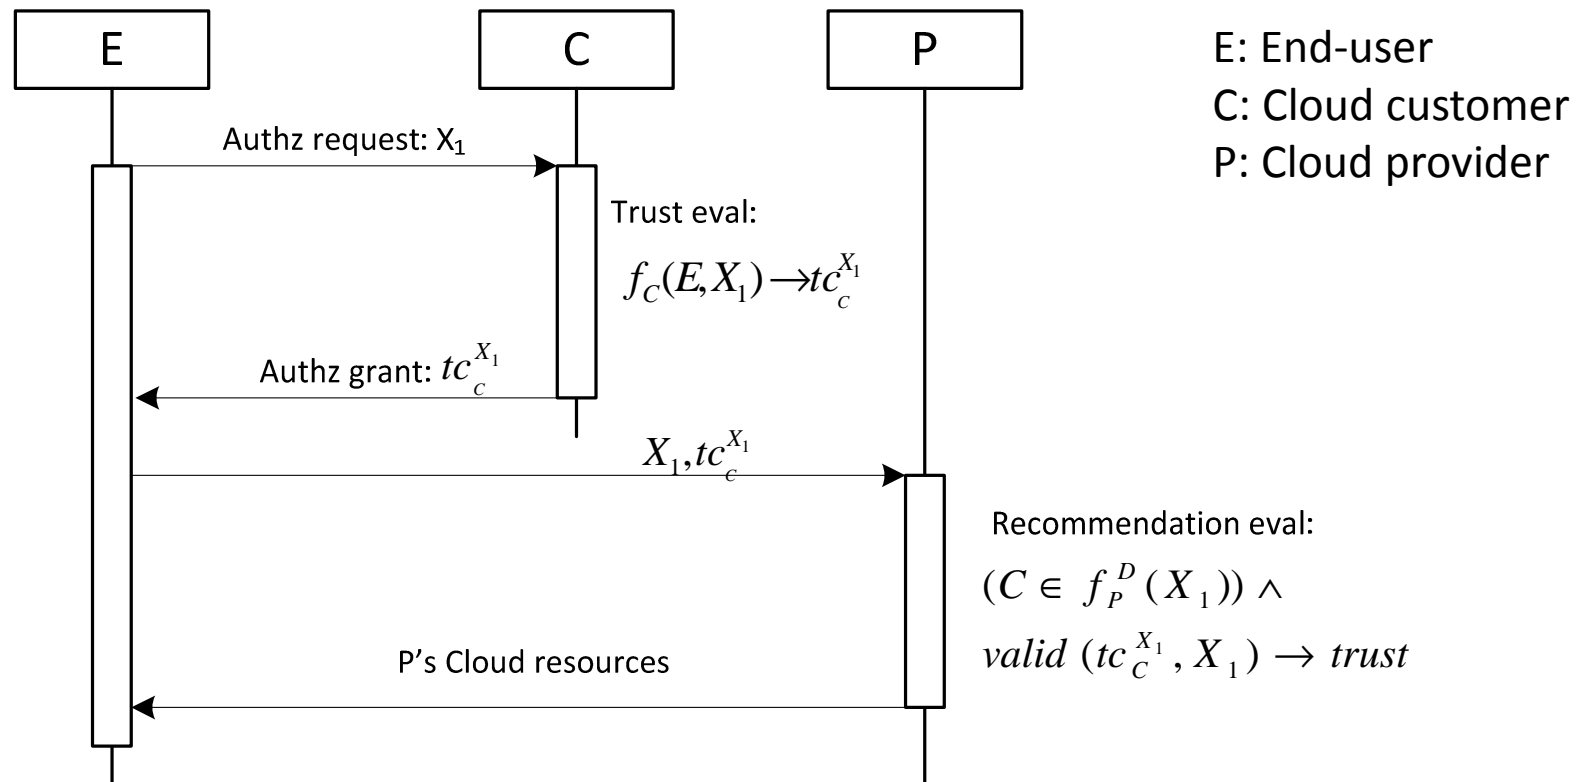 E
C
P
E: End-user
C: Cloud customer
P: Cloud provider
Authz request: X₁
Trust eval:
f_C(E,X₁)→tc_C^{X₁}
Authz grant: tc_C^{X₁}
X₁,tc_C^{X₁}
Recommendation eval:
(C ∈ f_P^D (X₁)) ∧
valid (tc_C^{X₁}, X₁) → trust
P's Cloud resources